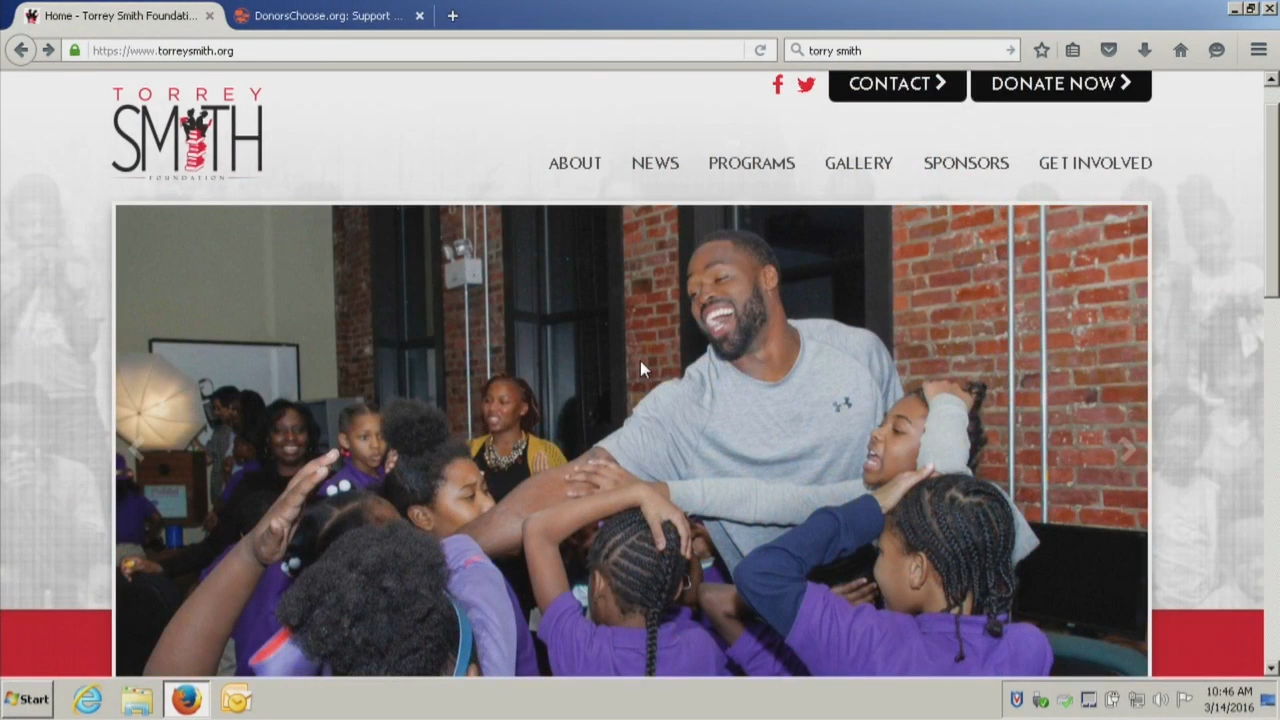 Home - Torrey Smith Foundati...
DonorsChoose.org: Support ...
https://www.torreysmith.org
torry smith
CONTACT
DONATE NOW
TORREY
SMITH
FOUNDATION
ABOUT
NEWS
PROGRAMS
GALLERY
SPONSORS
GET INVOLVED
Start
10:46 AM
3/14/2016